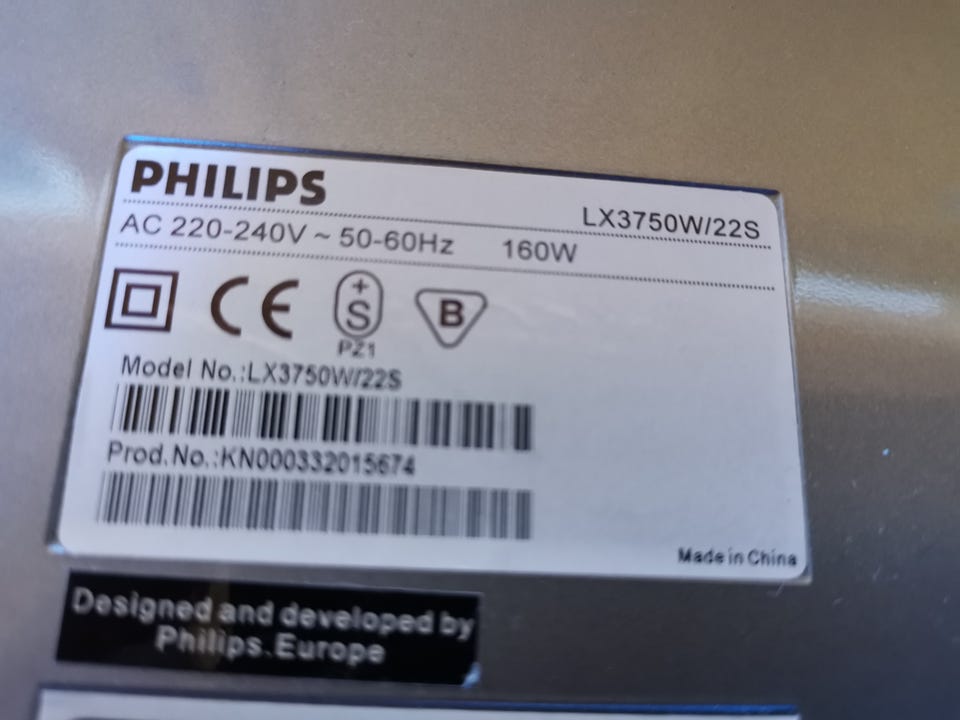 PHILIPS
LX3750W/22S
AC 220-240V ~ 50-60Hz 160W
CE
+
S
PZ1
B
Model No.:LX3750W/22S
Prod.No.:KN000332015674
Made in China
Designed and developed by
Philips.Europe